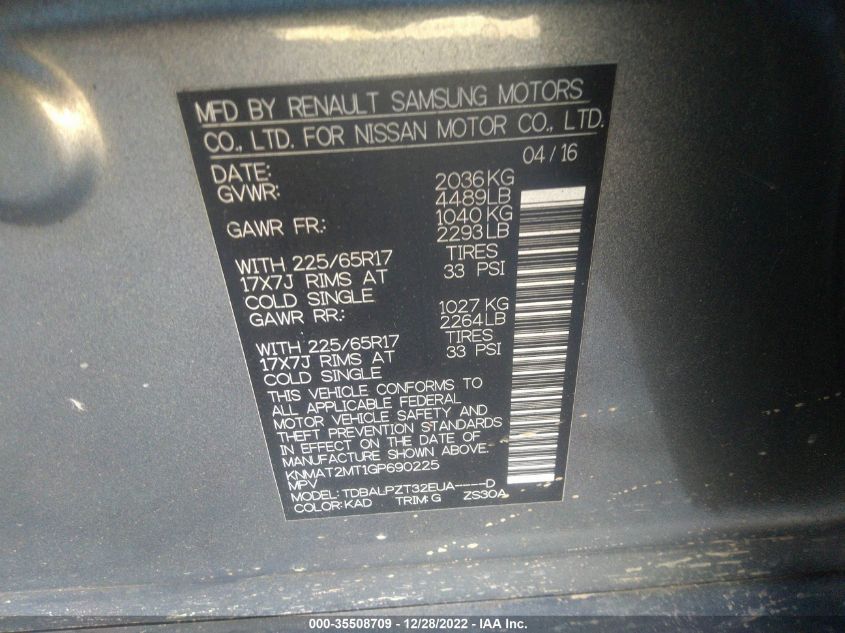 MFD BY RENAULT SAMSUNG MOTORS
CO., LTD. FOR NISSAN MOTOR CO., LTD.
DATE: 04 / 16
GVWR: 2036 KG
4489LB
GAWR FR: 1040 KG
2293 LB
WITH 225/65R17 TIRES
17X7J RIMS AT 33 PSI
COLD SINGLE
GAWR RR: 1027 KG
2264LB
WITH 225/65R17 TIRES
17X7J RIMS AT 33 PSI
COLD SINGLE
THIS VEHICLE CONFORMS TO
ALL APPLICABLE FEDERAL
MOTOR VEHICLE SAFETY AND
THEFT PREVENTION STANDARDS
IN EFFECT ON THE DATE OF
MANUFACTURE SHOWN ABOVE.
KNMAT2MT1GP690225
MPV
MODEL: TDBALPZT32EUA----D
COLOR: KAD TRIM: G ZS30A
000-35508709 - 12/28/2022 - IAA Inc.